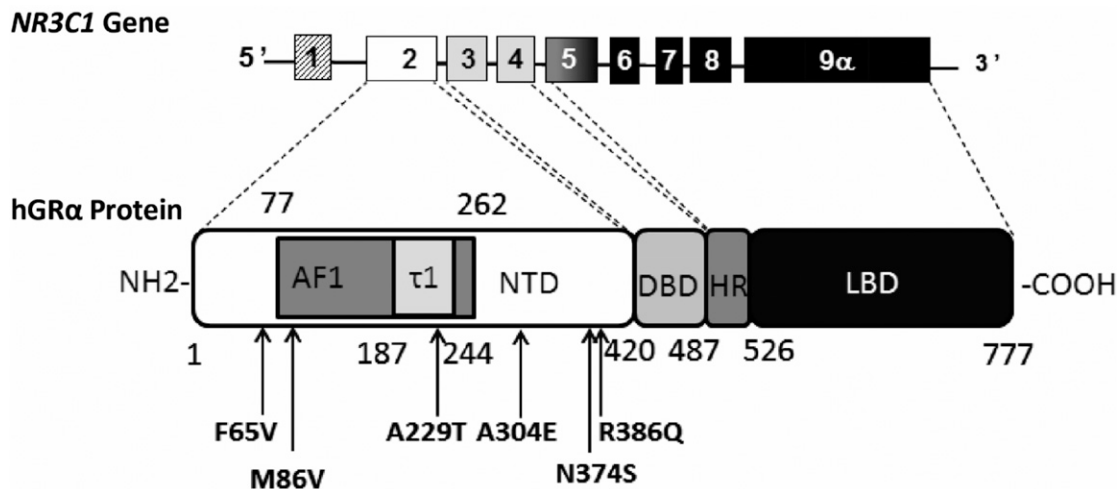 NR3C1 Gene
5’ 1 2 3 4 5 6 7 8 9α 3’
hGRα Protein 77 262
NH2- AF1 τ1 NTD DBD HR LBD -COOH
1 187 244 420 487 526 777
F65V A229T A304E R386Q
M86V N374S